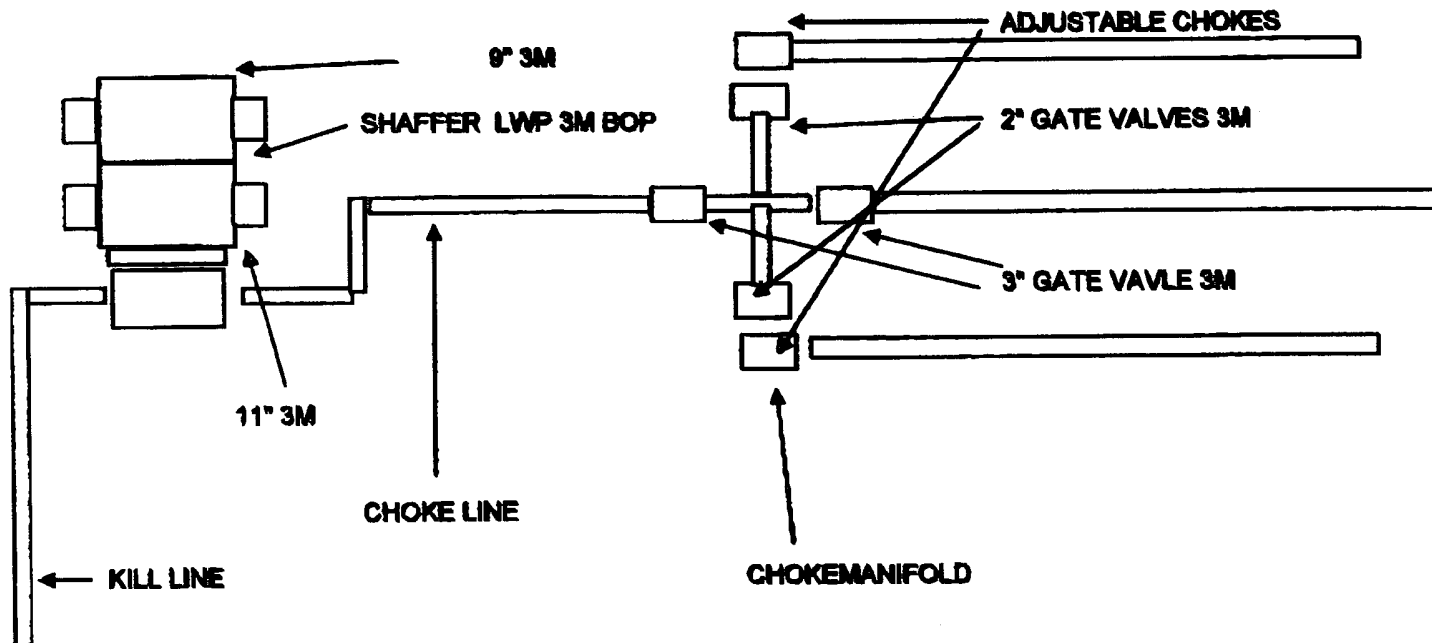 ADJUSTABLE CHOKES
9" 3M
SHAFFER LWP 3M BOP
2" GATE VALVES 3M
3" GATE VAVLE 3M
11" 3M
CHOKE LINE
CHOKEMANIFOLD
KILL LINE